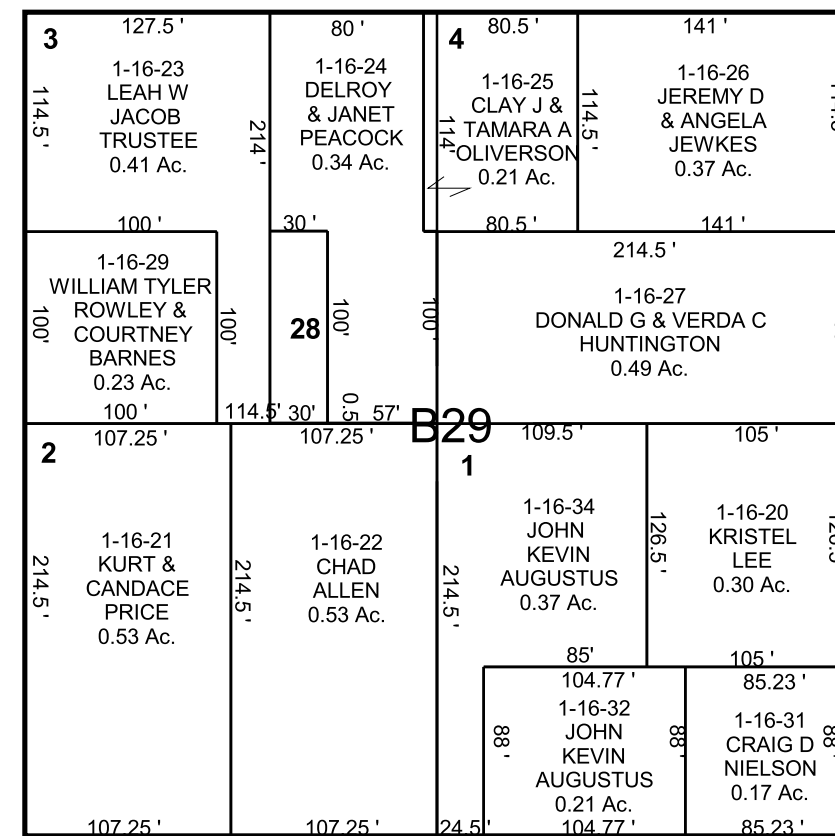 127.5 '
80 '
80.5 '
141 '
3
4
1-16-23
LEAH W
JACOB
TRUSTEE
0.41 Ac.
114.5 '
214 '
1-16-24
DELROY
& JANET
PEACOCK
0.34 Ac.
114'
1-16-25
CLAY J &
TAMARA A
OLIVERSON
0.21 Ac.
114.5 '
1-16-26
JEREMY D
& ANGELA
JEWKES
0.37 Ac.
100 '
30 '
80.5 '
141 '
214.5 '
1-16-29
WILLIAM TYLER
ROWLEY &
COURTNEY
BARNES
0.23 Ac.
100'
100'
28
100'
100'
1-16-27
DONALD G & VERDA C
HUNTINGTON
0.49 Ac.
100 '
114.5'
30'
0.5
57'
B29
107.25 '
107.25 '
109.5'
105 '
2
1
1-16-21
KURT &
CANDACE
PRICE
0.53 Ac.
214.5 '
214.5 '
1-16-22
CHAD
ALLEN
0.53 Ac.
214.5 '
1-16-34
JOHN
KEVIN
AUGUSTUS
0.37 Ac.
126.5 '
1-16-20
KRISTEL
LEE
0.30 Ac.
85'
105 '
104.77 '
85.23 '
88 '
1-16-32
JOHN
KEVIN
AUGUSTUS
0.21 Ac.
88 '
1-16-31
CRAIG D
NIELSON
0.17 Ac.
88 '
107.25 '
107.25 '
24.5'
104.77 '
85.23 '